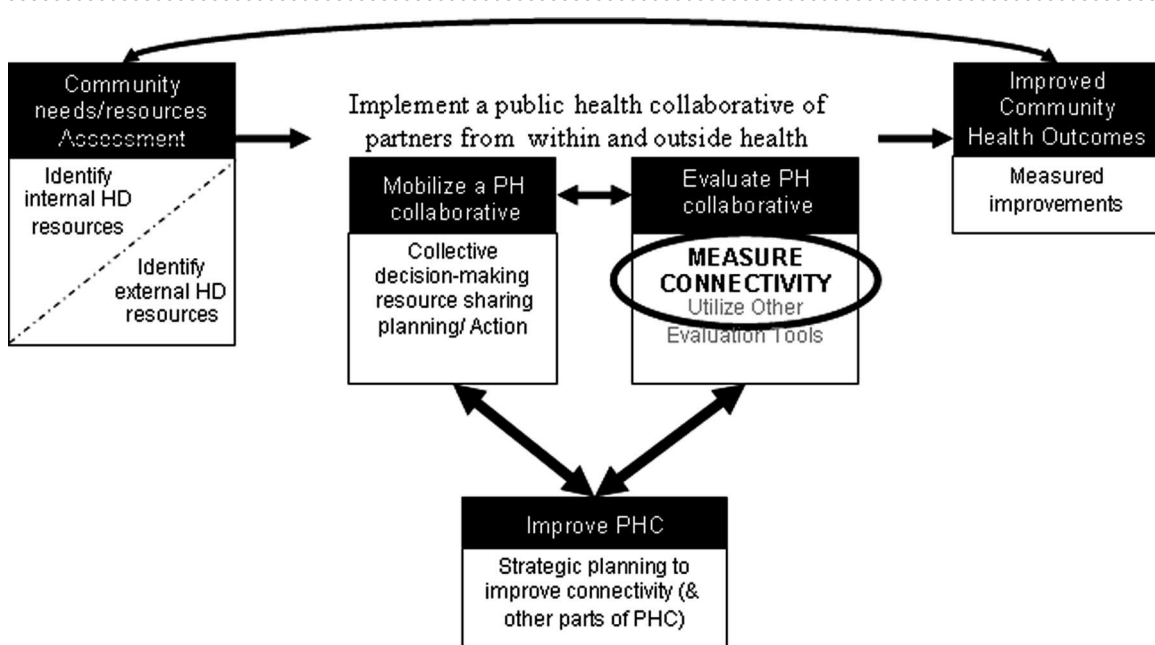 Community
needs/resources
Assessment
Identify
internal HD
resources
Identify
external HD
resources
Implement a public health collaborative of
partners from within and outside health
Mobilize a PH
collaborative
Collective
decision-making
resource sharing
planning/ Action
Evaluate PH
collaborative
MEASURE
CONNECTIVITY
Utilize Other
Evaluation Tools
Improved
Community
Health Outcomes
Measured
improvements
Improve PHC
Strategic planning to
improve connectivity (&
other parts of PHC)